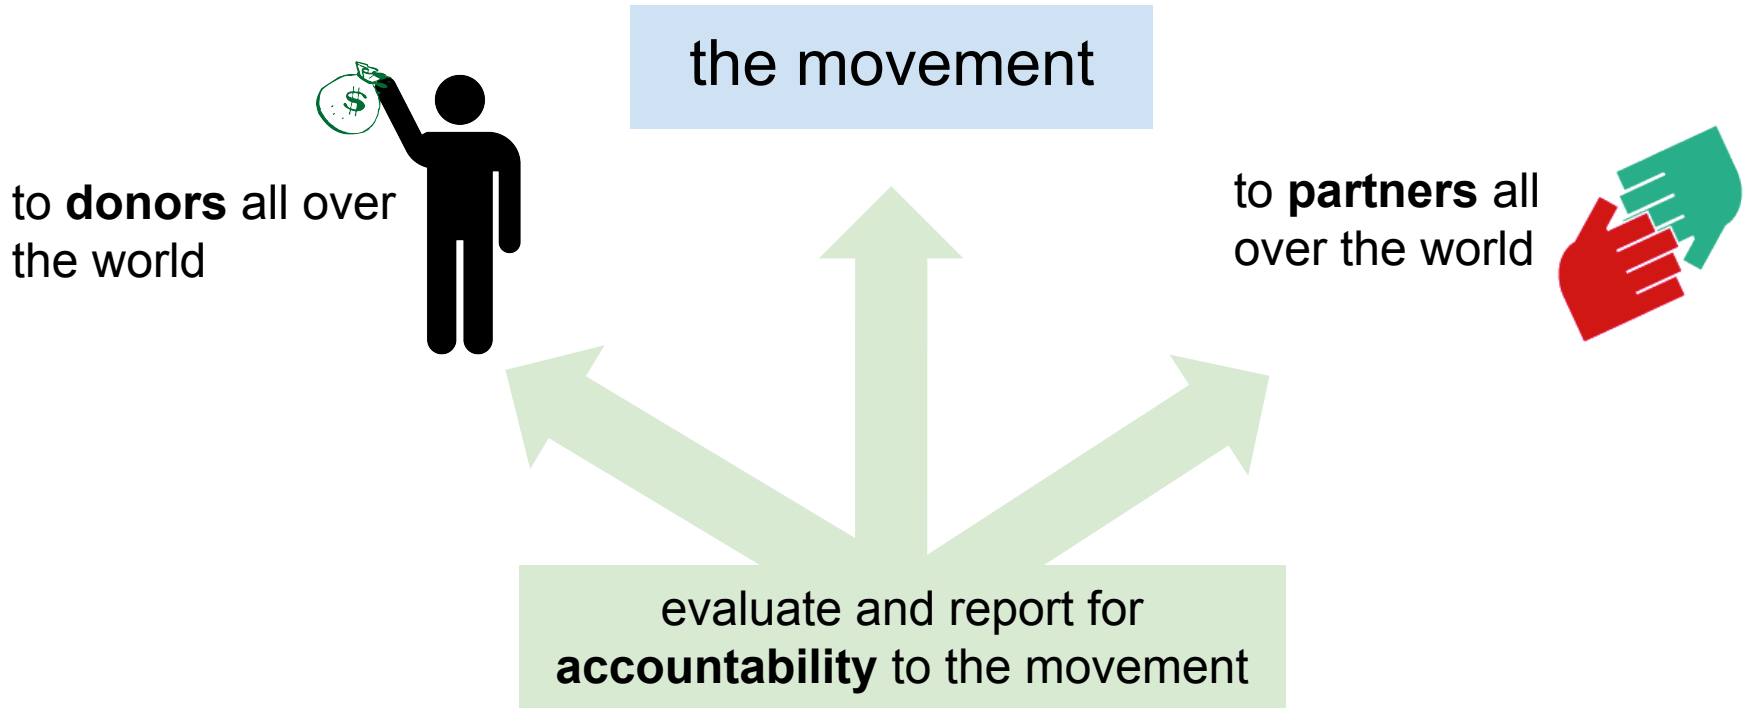 the movement
$
to donors all over
the world
to partners all
over the world
evaluate and report for
accountability to the movement